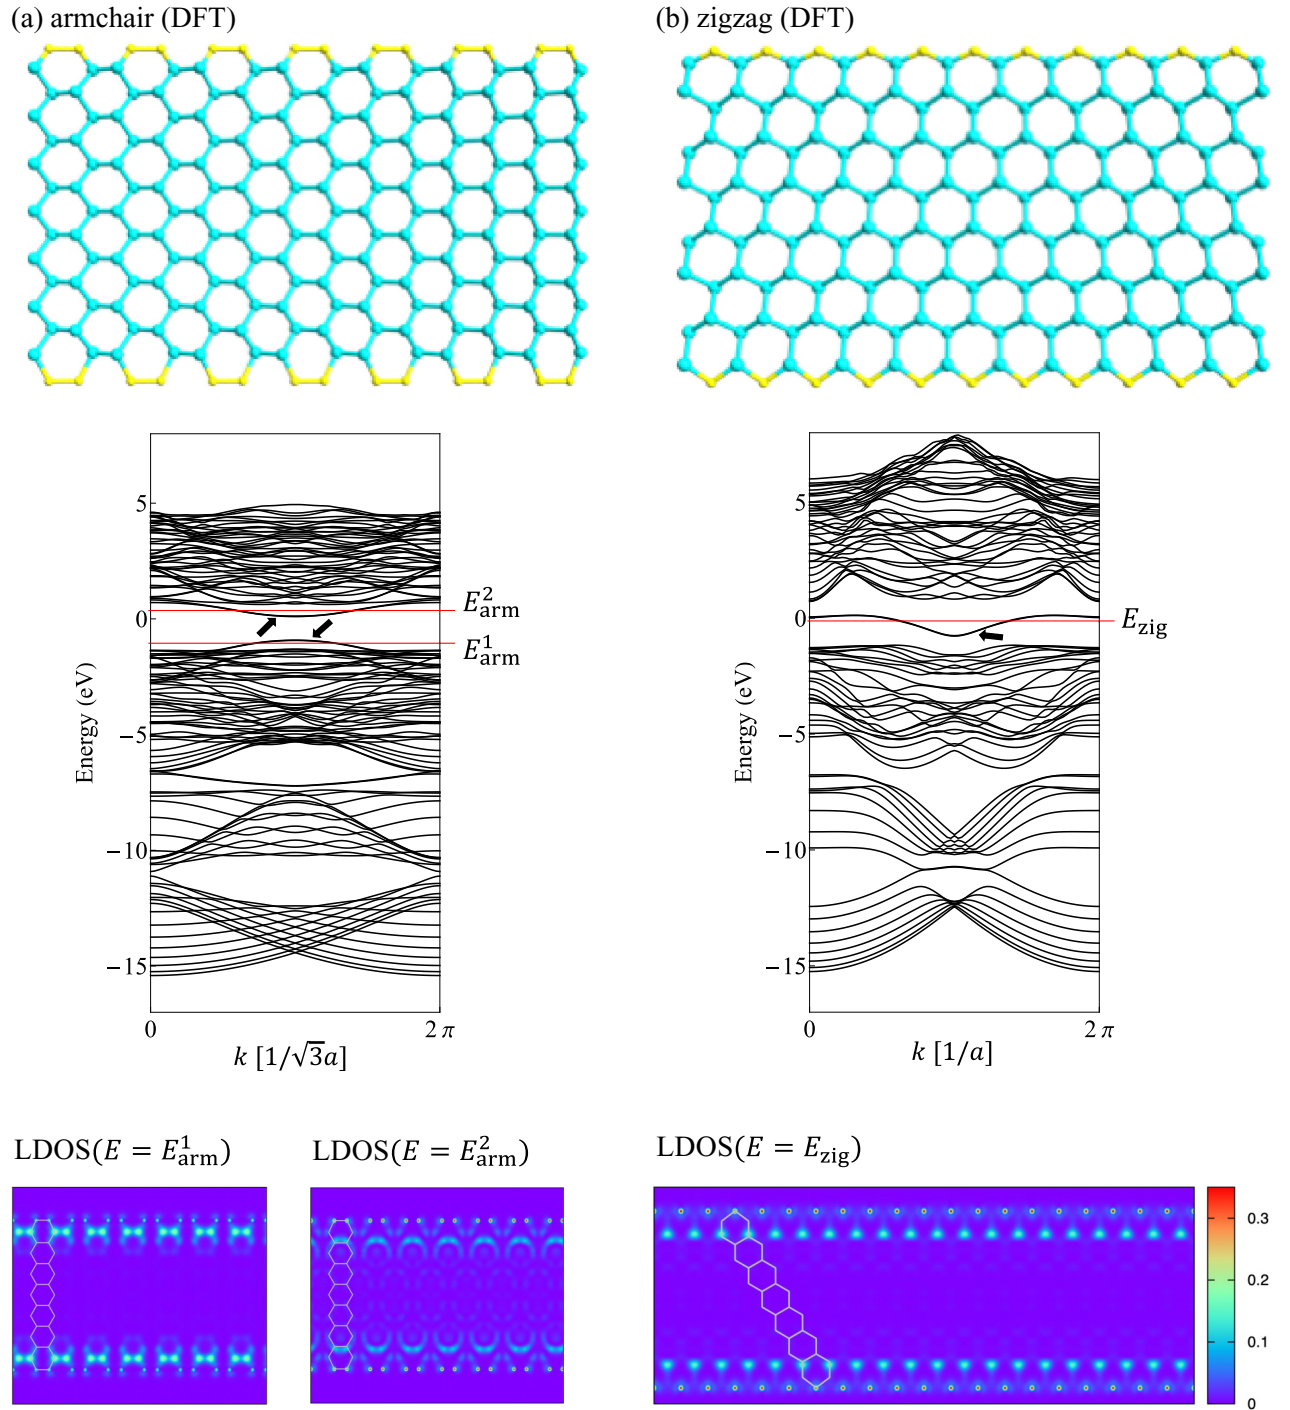 (a) armchair (DFT)
(b) zigzag (DFT)
5
0
−5
−10
−15
Energy (eV)
E²arm
E¹arm
0
2π
k [1/√3a]
5
0
−5
−10
−15
Energy (eV)
Ezig
0
2π
k [1/a]
LDOS(E = E¹arm)
LDOS(E = E²arm)
LDOS(E = Ezig)
0.3
0.2
0.1
0